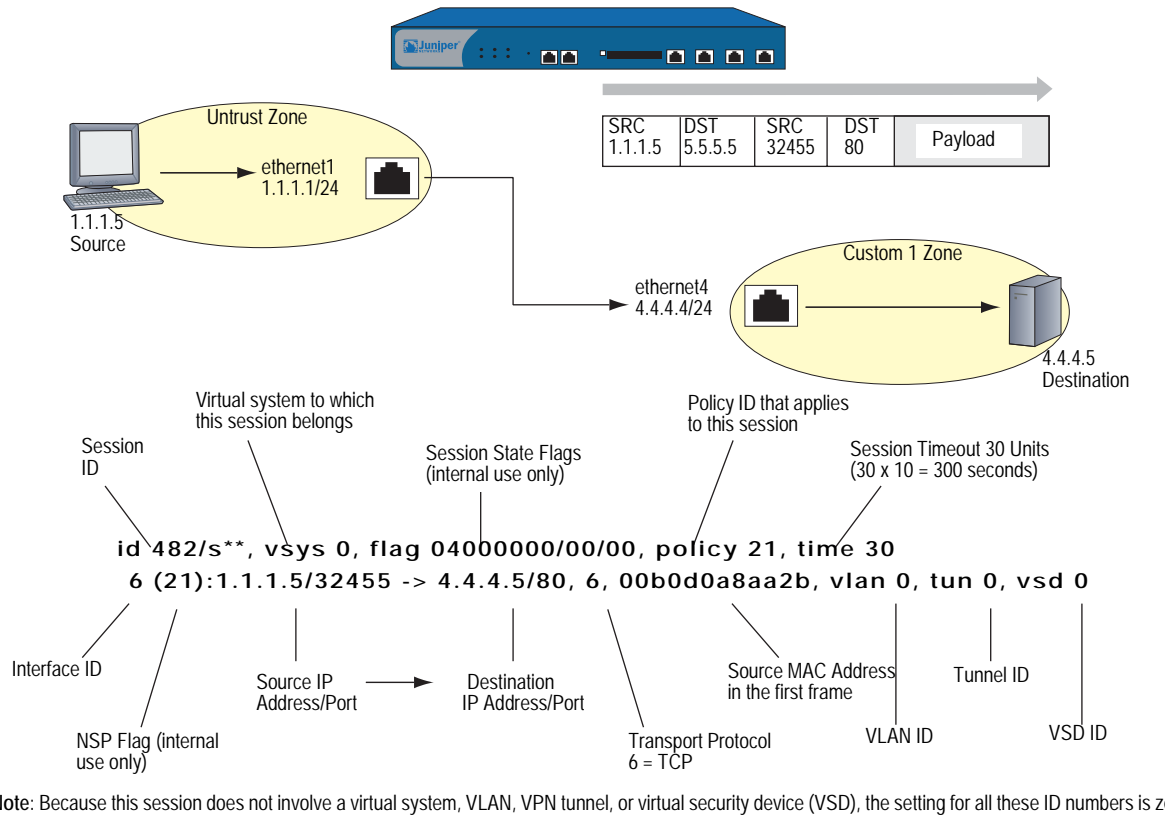 Juniper
Untrust Zone
ethernet1
1.1.1.1/24
1.1.1.5
Source
SRC
1.1.1.5
DST
5.5.5.5
SRC
32455
DST
80
Payload
Custom 1 Zone
ethernet4
4.4.4.4/24
4.4.4.5
Destination
Virtual system to which
this session belongs
Policy ID that applies
to this session
Session
ID
Session State Flags
(internal use only)
Session Timeout 30 Units
(30 x 10 = 300 seconds)
id 482/s**, vsys 0, flag 04000000/00/00, policy 21, time 30
6 (21):1.1.1.5/32455 -> 4.4.4.5/80, 6, 00b0d0a8aa2b, vlan 0, tun 0, vsd 0
Interface ID
Source IP
Address/Port
Destination
IP Address/Port
Source MAC Address
in the first frame
Tunnel ID
NSP Flag (internal
use only)
Transport Protocol
6 = TCP
VLAN ID
VSD ID
Note: Because this session does not involve a virtual system, VLAN, VPN tunnel, or virtual security device (VSD), the setting for all these ID numbers is